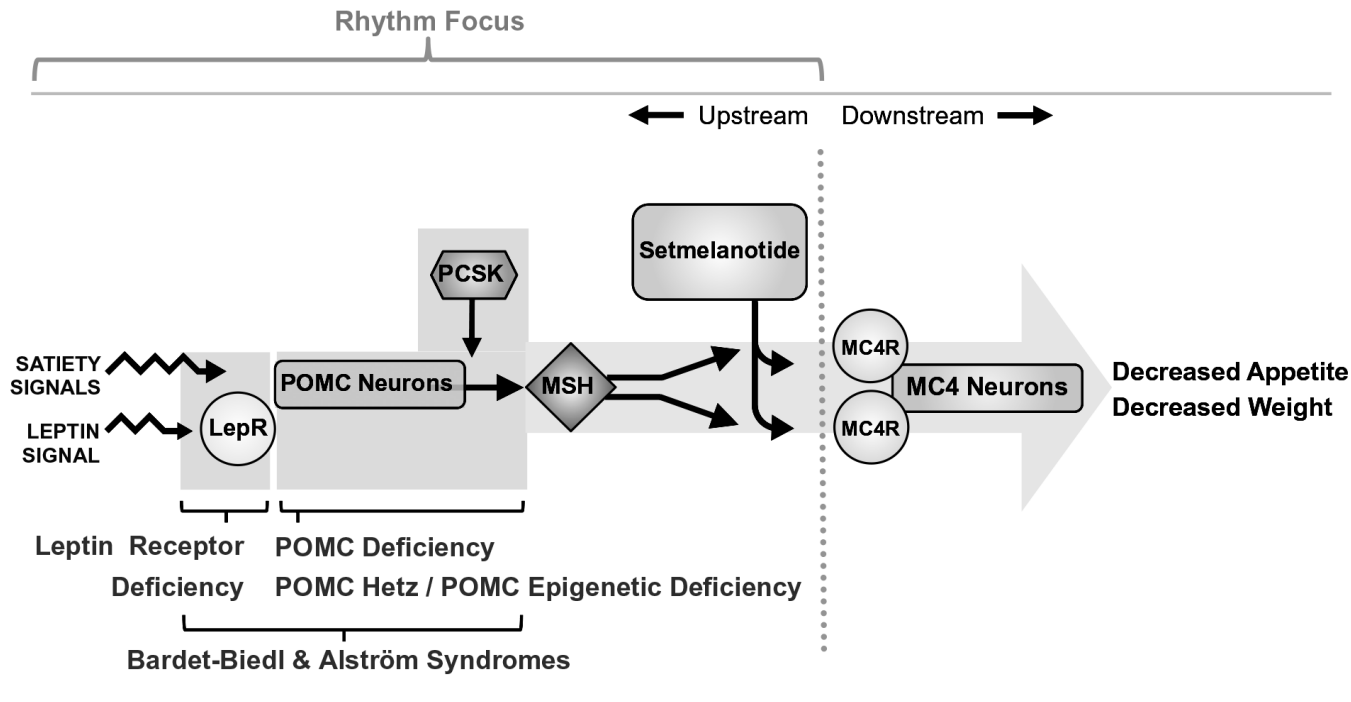 Rhythm Focus
Upstream
Downstream
Setmelanotide
PCSK
SATIETY
SIGNALS
POMC Neurons
MSH
MC4R
MC4 Neurons
Decreased Appetite
Decreased Weight
LEPTIN
SIGNAL
LepR
MC4R
Leptin Receptor
Deficiency
POMC Deficiency
POMC Hetz / POMC Epigenetic Deficiency
Bardet-Biedl & Alström Syndromes